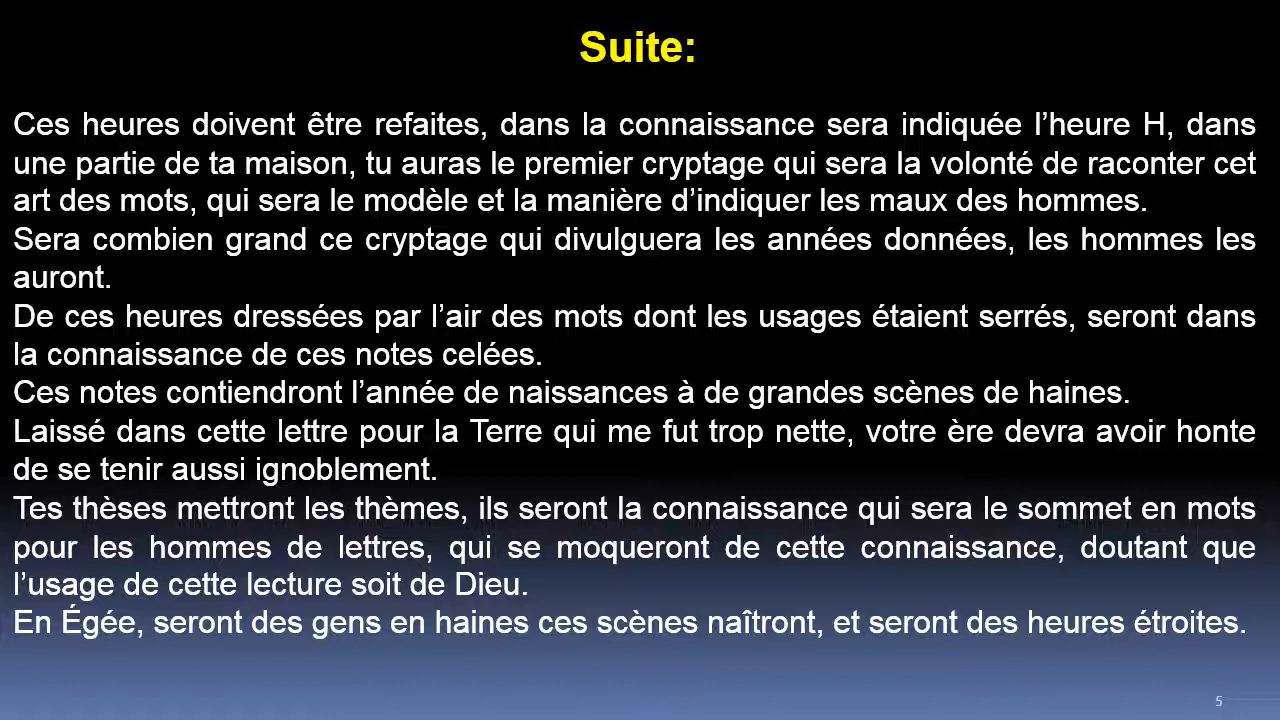 Suite:
Ces heures doivent être refaites, dans la connaissance sera indiquée l’heure H, dans
une partie de ta maison, tu auras le premier cryptage qui sera la volonté de raconter cet
art des mots, qui sera le modèle et la manière d’indiquer les maux des hommes.
Sera combien grand ce cryptage qui divulguera les années données, les hommes les
auront.
De ces heures dressées par l’air des mots dont les usages étaient serrés, seront dans
la connaissance de ces notes celées.
Ces notes contiendront l’année de naissances à de grandes scènes de haines.
Laissé dans cette lettre pour la Terre qui me fut trop nette, votre ère devra avoir honte
de se tenir aussi ignoblement.
Tes thèses mettront les thèmes, ils seront la connaissance qui sera le sommet en mots
pour les hommes de lettres, qui se moqueront de cette connaissance, doutant que
l’usage de cette lecture soit de Dieu.
En Égée, seront des gens en haines ces scènes naîtront, et seront des heures étroites.
5